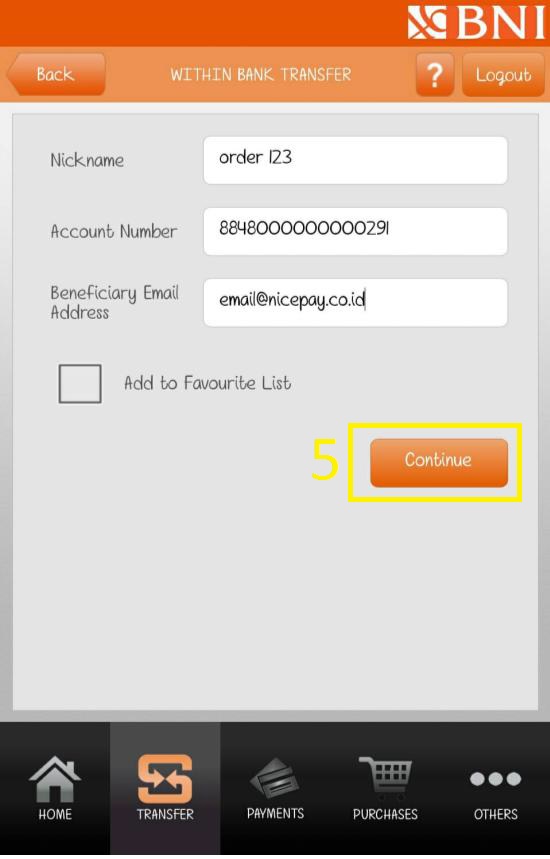 BNI
Back WITHIN BANK TRANSFER ? Logout
Nickname order 123
Account Number 8848000000000291
Beneficiary Email
Address
email@nicepay.co.id
Add to Favourite List
5 Continue
HOME TRANSFER PAYMENTS PURCHASES OTHERS